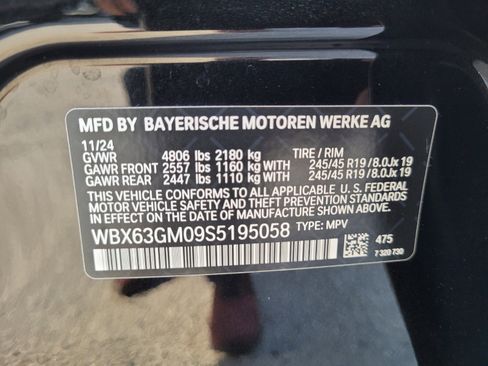 MFD BY BAYERISCHE MOTOREN WERKE AG
11/24
GVWR 4806 lbs 2180 kg TIRE / RIM
GAWR FRONT 2557 lbs 1160 kg WITH 245/45 R19 / 8.0Jx 19
GAWR REAR 2447 lbs 1110 kg WITH 245/45 R19 / 8.0Jx 19
THIS VEHICLE CONFORMS TO ALL APPLICABLE U. S. FEDERAL
MOTOR VEHICLE SAFETY AND THEFT PREVENTION STANDARDS
IN EFFECT ON THE DATE OF MANUFACTURE SHOWN ABOVE.
WBX63GM09S5195058 TYPE: MPV
475
7 320 730